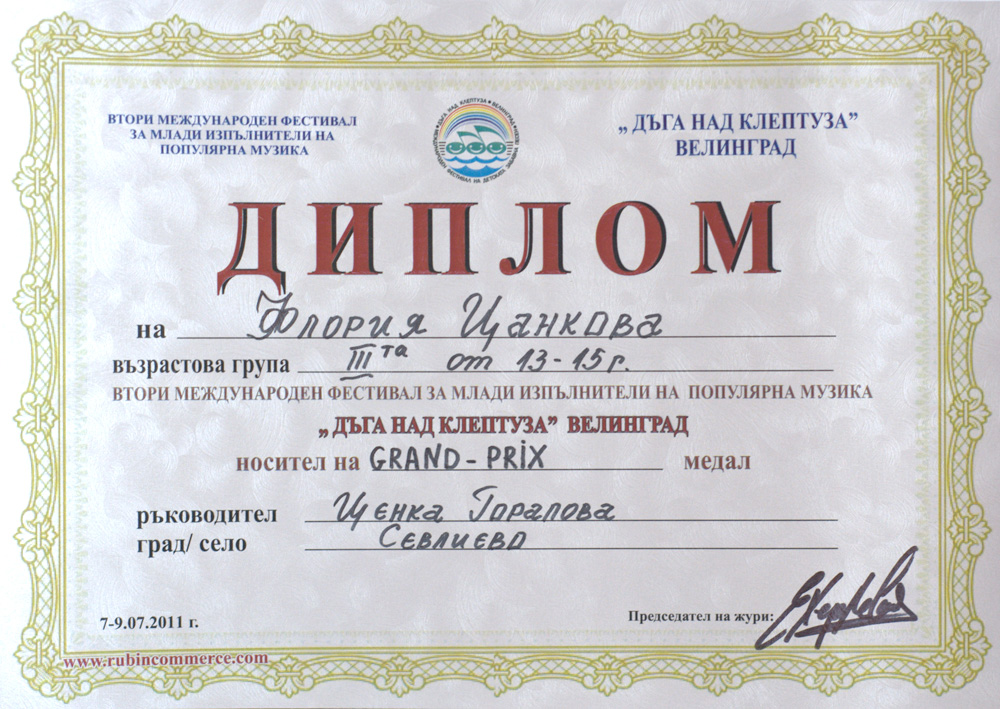 ВТОРИ МЕЖДУНАРОДЕН ФЕСТИВАЛ
ЗА МЛАДИ ИЗПЪЛНИТЕЛИ НА
ПОПУЛЯРНА МУЗИКА
„ ДЪГА НАД КЛЕПТУЗА”
ВЕЛИНГРАД
ДИПЛОМ
на Флория Цанкова
възрастова група III та от 13-15 г.
ВТОРИ МЕЖДУНАРОДЕН ФЕСТИВАЛ ЗА МЛАДИ ИЗПЪЛНИТЕЛИ НА ПОПУЛЯРНА МУЗИКА
„ ДЪГА НАД КЛЕПТУЗА” ВЕЛИНГРАД
носител на GRAND-PRIX медал
ръководител Ценка
град/ село Севлиево
7-9.07.2011 г.
Председател на жури:
www.rubincommerce.com